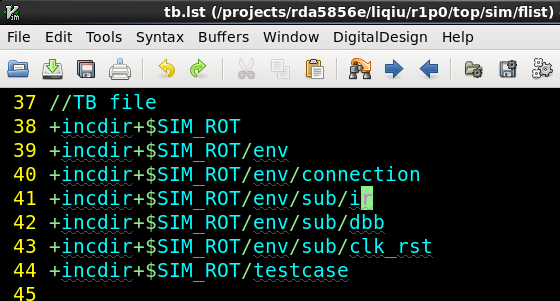 tb.lst (/projects/rda5856e/liqiu/r1p0/top/sim/flist)
File Edit Tools Syntax Buffers Window DigitalDesign Help
37 //TB file
38 +incdir+$SIM_ROT
39 +incdir+$SIM_ROT/env
40 +incdir+$SIM_ROT/env/connection
41 +incdir+$SIM_ROT/env/sub/ir
42 +incdir+$SIM_ROT/env/sub/dbb
43 +incdir+$SIM_ROT/env/sub/clk_rst
44 +incdir+$SIM_ROT/testcase
45